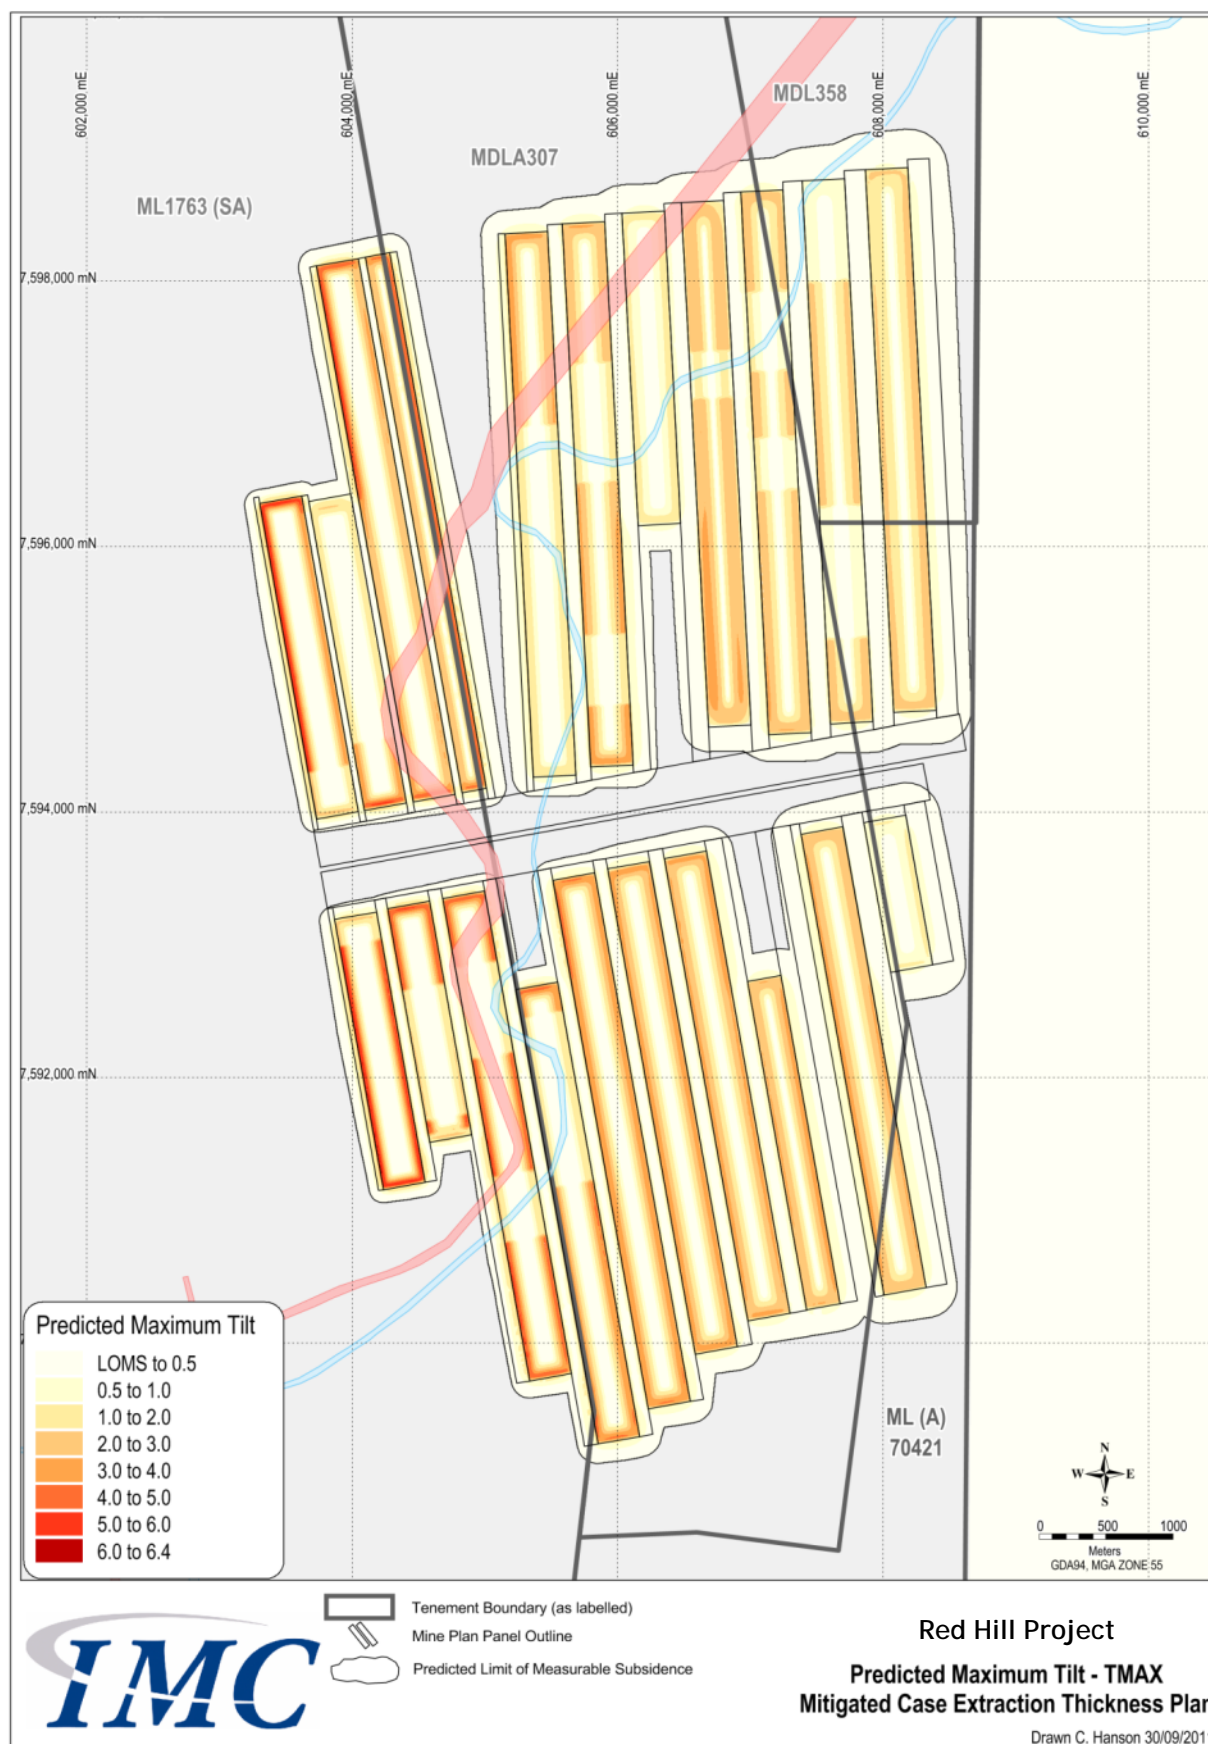 602,000 mE
604,000 mE
606,000 mE
608,000 mE
610,000 mE
MDL358
MDLA307
ML1763 (SA)
7,598,000 mN
7,596,000 mN
7,594,000 mN
7,592,000 mN
Predicted Maximum Tilt
LOMS to 0.5
0.5 to 1.0
1.0 to 2.0
2.0 to 3.0
3.0 to 4.0
4.0 to 5.0
5.0 to 6.0
6.0 to 6.4
ML (A)
70421
N
W E
S
0 500 1000
Meters
GDA94, MGA ZONE 55
IMC
Tenement Boundary (as labelled)
Mine Plan Panel Outline
Predicted Limit of Measurable Subsidence
Red Hill Project
Predicted Maximum Tilt - TMAX
Mitigated Case Extraction Thickness Plan
Drawn C. Hanson 30/09/2011